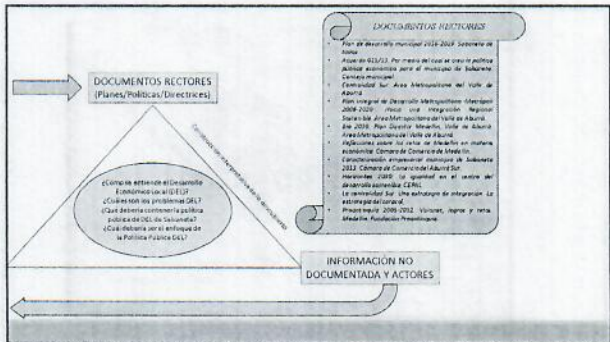 DOCUMENTOS RECTORES
Plan de desarrollo municipal 2016-2019. Sabaneta de
todos.
Acuerdo 011/13. Por medio del cual se crea la política
pública económica para el municipio de Sabaneta.
Concejo municipal.
Centralidad Sur. Área Metropolitana del Valle de
Aburrá.
Plan Integral de Desarrollo Metropolitano Metrópoli
2008-2020. Hacia una Integración Regional
Sostenible. Área Metropolitana del Valle de Aburrá.
Bio 2030. Plan Director Medellín, Valle de Aburrá.
Área Metropolitana del Valle de Aburrá.
Reflexiones sobre los retos de Medellín en materia
económica. Cámara de Comercio de Medellín.
Caracterización empresarial municipio de Sabaneta
2013. Cámara de Comercio del Aburrá Sur.
Horizontes 2030. La igualdad en el centro del
desarrollo sostenible. CEPAL.
La centralidad Sur. Una estrategia de integración. La
estrategia del caracol.
Proantioquia 2005-2012. Visiones, logros y retos.
Medellín. Fundación Proantioquia.
DOCUMENTOS RECTORES
(Planes/Políticas/Directrices)
¿Cómo se entiende el Desarrollo
Económico Local (DEL)?
¿Cuáles son los problemas DEL?
¿Qué debería contener la política
pública de DEL de Sabaneta?
¿Cuál debería ser el enfoque de
la Política Pública DEL?
INFORMACIÓN NO
DOCUMENTADA Y ACTORES